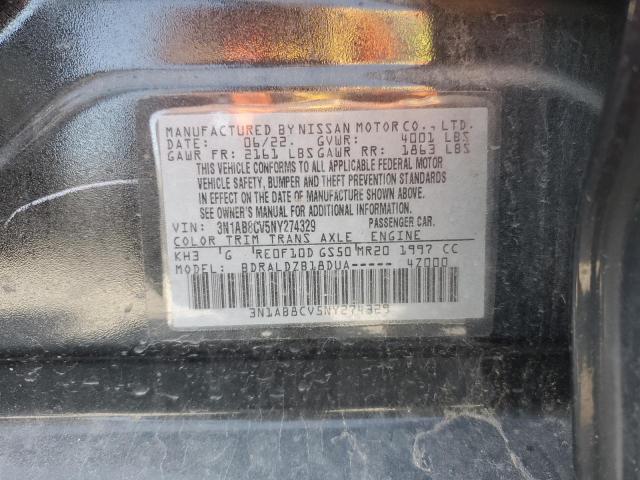 MANUFACTURED BY NISSAN MOTOR CO., LTD.
DATE: 06/22. GVWR: 4001 LBS
GAWR FR: 2161 LBS GAWR RR: 1863 LBS
THIS VEHICLE CONFORMS TO ALL APPLICABLE FEDERAL MOTOR
VEHICLE SAFETY, BUMPER AND THEFT PREVENTION STANDARDS
IN EFFECT ON THE DATE OF MANUFACTURE SHOWN ABOVE.
SEE OWNER'S MANUAL FOR ADDITIONAL INFORMATION.
VIN: 3N1AB8CV5NY274329 PASSENGER CAR.
COLOR TRIM TRANS AXLE ENGINE
KH3 G RE0F10D GS50 MR20 1997 CC
MODEL: BDRALDZB18DUA----- 47000
3N1AB8CV5NY274329